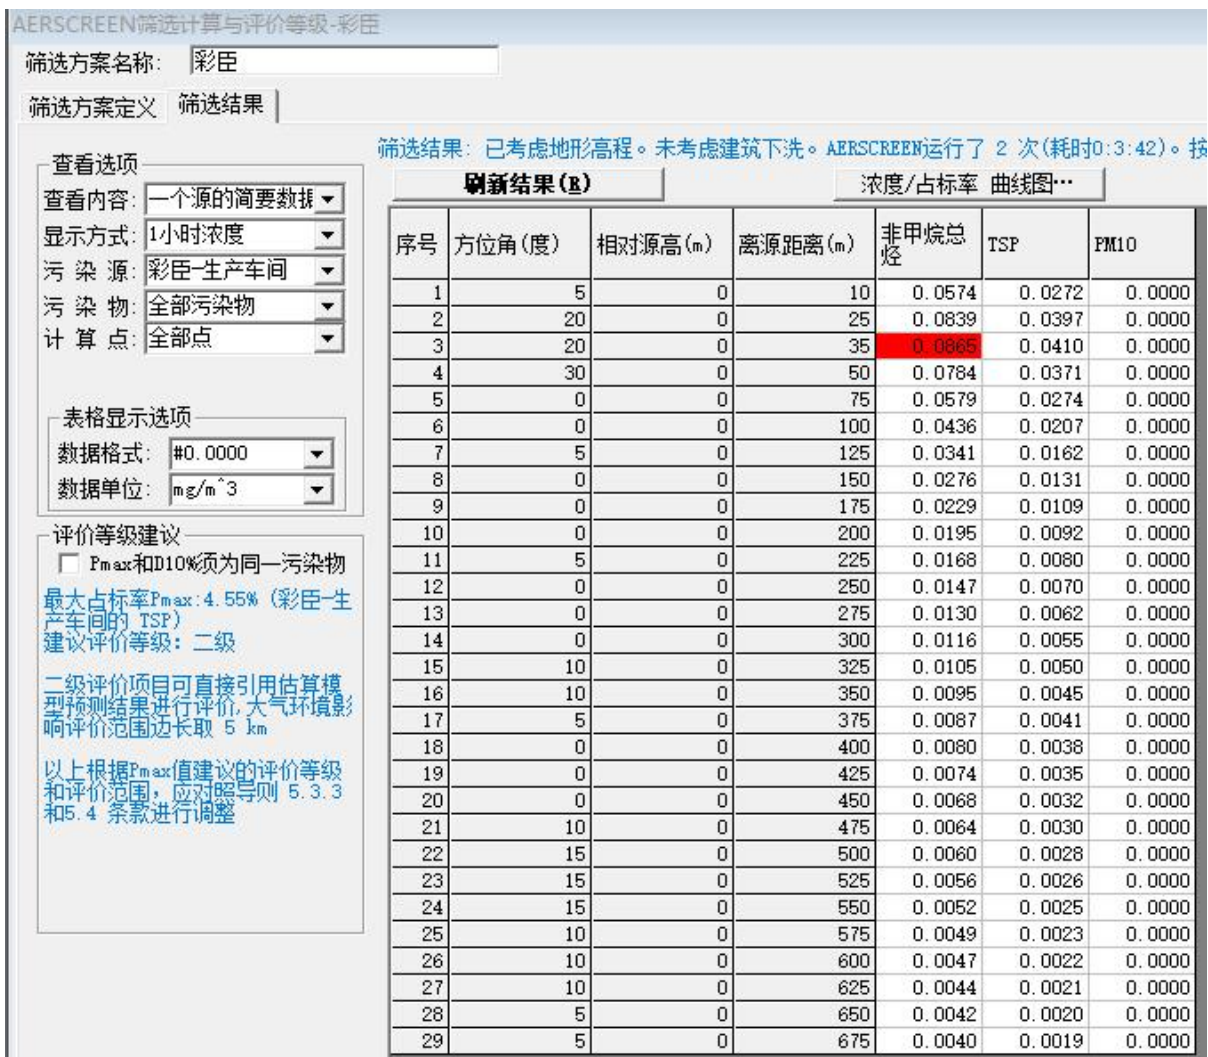 AERSCREEN筛选计算与评价等级-彩臣
筛选方案名称: 彩臣
筛选方案定义 筛选结果
筛选结果: 已考虑地形高程。未考虑建筑下洗。AERSCREEN运行了 2 次(耗时0:3:42)。按
刷新结果(R) 浓度/占标率 曲线图…
查看选项
查看内容: 一个源的简要数据
显示方式: 1小时浓度
污 染 源: 彩臣-生产车间
污 染 物: 全部污染物
计 算 点: 全部点
表格显示选项
数据格式: #0.0000
数据单位: mg/m^3
评价等级建议
Pmax和D10%须为同一污染物
最大占标率Pmax:4.55% (彩臣-生
产车间的 TSP)
建议评价等级: 二级
二级评价项目可直接引用估算模
型预测结果进行评价,大气环境影
响评价范围边长取 5 km
以上根据Pmax值建议的评价等级
和评价范围, 应对照导则 5.3.3
和5.4 条款进行调整
序号 方位角(度) 相对源高(m) 离源距离(m) 非甲烷总烃 TSP PM10
1 5 0 10 0.0574 0.0272 0.0000
2 20 0 25 0.0839 0.0397 0.0000
3 20 0 35 0.0865 0.0410 0.0000
4 30 0 50 0.0784 0.0371 0.0000
5 0 0 75 0.0579 0.0274 0.0000
6 0 0 100 0.0436 0.0207 0.0000
7 5 0 125 0.0341 0.0162 0.0000
8 0 0 150 0.0276 0.0131 0.0000
9 0 0 175 0.0229 0.0109 0.0000
10 0 0 200 0.0195 0.0092 0.0000
11 5 0 225 0.0168 0.0080 0.0000
12 0 0 250 0.0147 0.0070 0.0000
13 0 0 275 0.0130 0.0062 0.0000
14 0 0 300 0.0116 0.0055 0.0000
15 10 0 325 0.0105 0.0050 0.0000
16 10 0 350 0.0095 0.0045 0.0000
17 5 0 375 0.0087 0.0041 0.0000
18 0 0 400 0.0080 0.0038 0.0000
19 0 0 425 0.0074 0.0035 0.0000
20 0 0 450 0.0068 0.0032 0.0000
21 10 0 475 0.0064 0.0030 0.0000
22 15 0 500 0.0060 0.0028 0.0000
23 15 0 525 0.0056 0.0026 0.0000
24 15 0 550 0.0052 0.0025 0.0000
25 10 0 575 0.0049 0.0023 0.0000
26 10 0 600 0.0047 0.0022 0.0000
27 10 0 625 0.0044 0.0021 0.0000
28 5 0 650 0.0042 0.0020 0.0000
29 5 0 675 0.0040 0.0019 0.0000